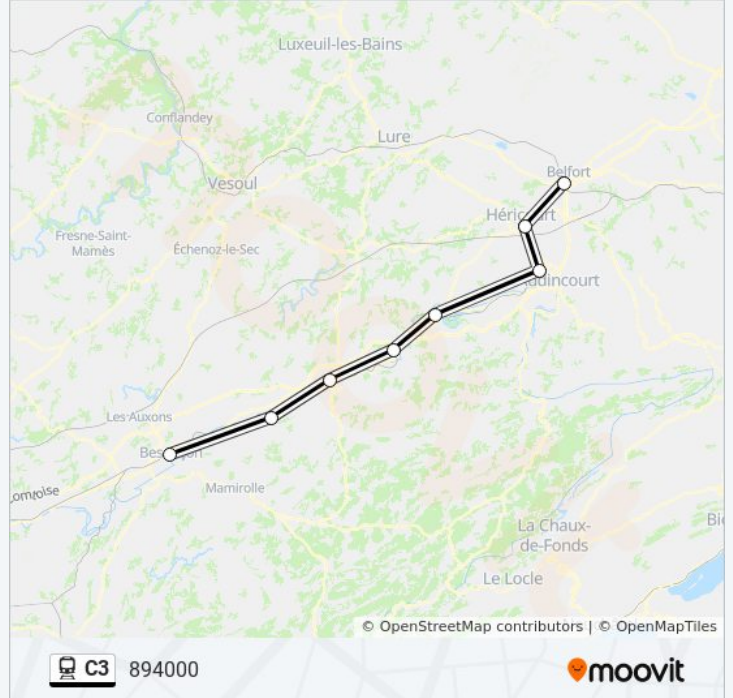 Luxeuil-les-Bains
Conflandey
Lure
Belfort
Vesoul
Fresne-Saint-
Mamès
Échenoz-le-Sec
Les Auxons
Mamirolle
La Chaux-
de-Fonds
Le Locle
© OpenStreetMap contributors | © OpenMapTiles
C3 894000
moovit